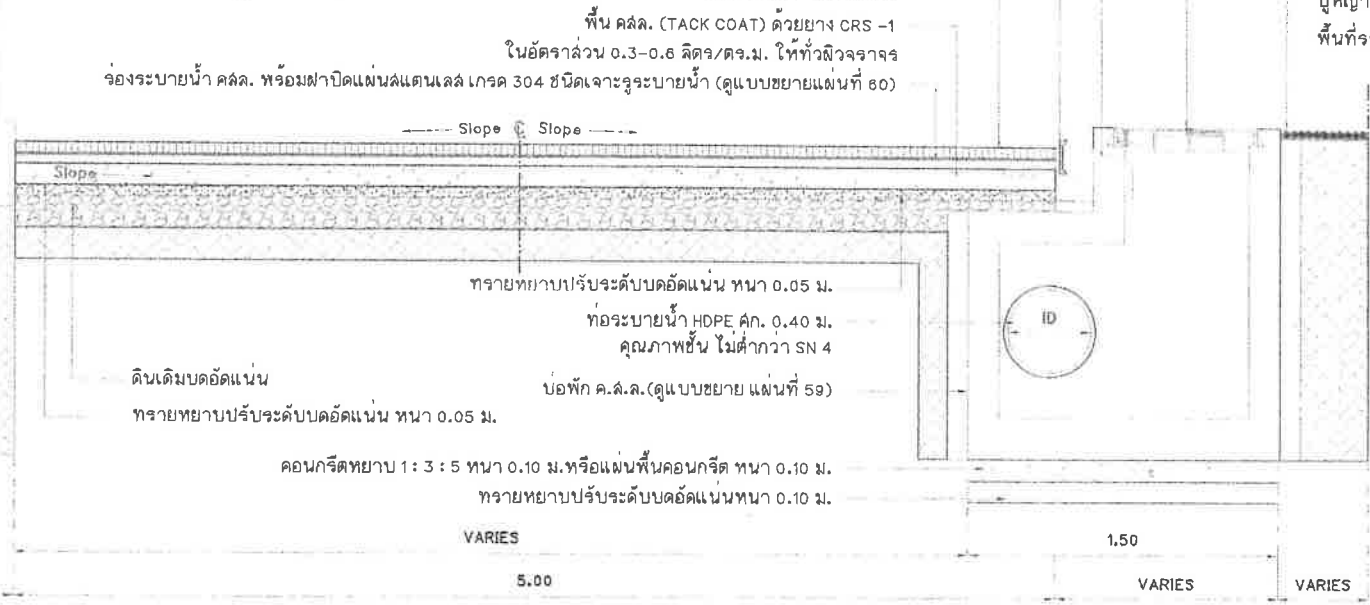 พื้น คสล. (TACK COAT) ด้วยยาง CRS -1
ในอัตราส่วน 0.3-0.6 ลิตร/ตร.ม. ให้ทั่วผิวจราจร
ร่องระบายน้ำ คสล. พร้อมฝาปิดแผ่นสแตนเลส เกรด 304 ชนิดเจาะรูระบายน้ำ (ดูแบบขยายแผ่นที่ 60)
พื้นที่
Slope ℄ Slope
Slope
ทรายหยาบปรับระดับบดอัดแน่น หนา 0.05 ม.
ท่อระบายน้ำ HDPE ศก. 0.40 ม.
คุณภาพชั้น ไม่ต่ำกว่า SN 4
ID
ดินเดิมบดอัดแน่น
บ่อพัก ค.ส.ล.(ดูแบบขยาย แผ่นที่ 59)
ทรายหยาบปรับระดับบดอัดแน่น หนา 0.05 ม.
คอนกรีตหยาบ 1 : 3 : 5 หนา 0.10 ม.หรือแผ่นพื้นคอนกรีต หนา 0.10 ม.
ทรายหยาบปรับระดับบดอัดแน่นหนา 0.10 ม.
VARIES
1.50
5.00
VARIES
VARIES